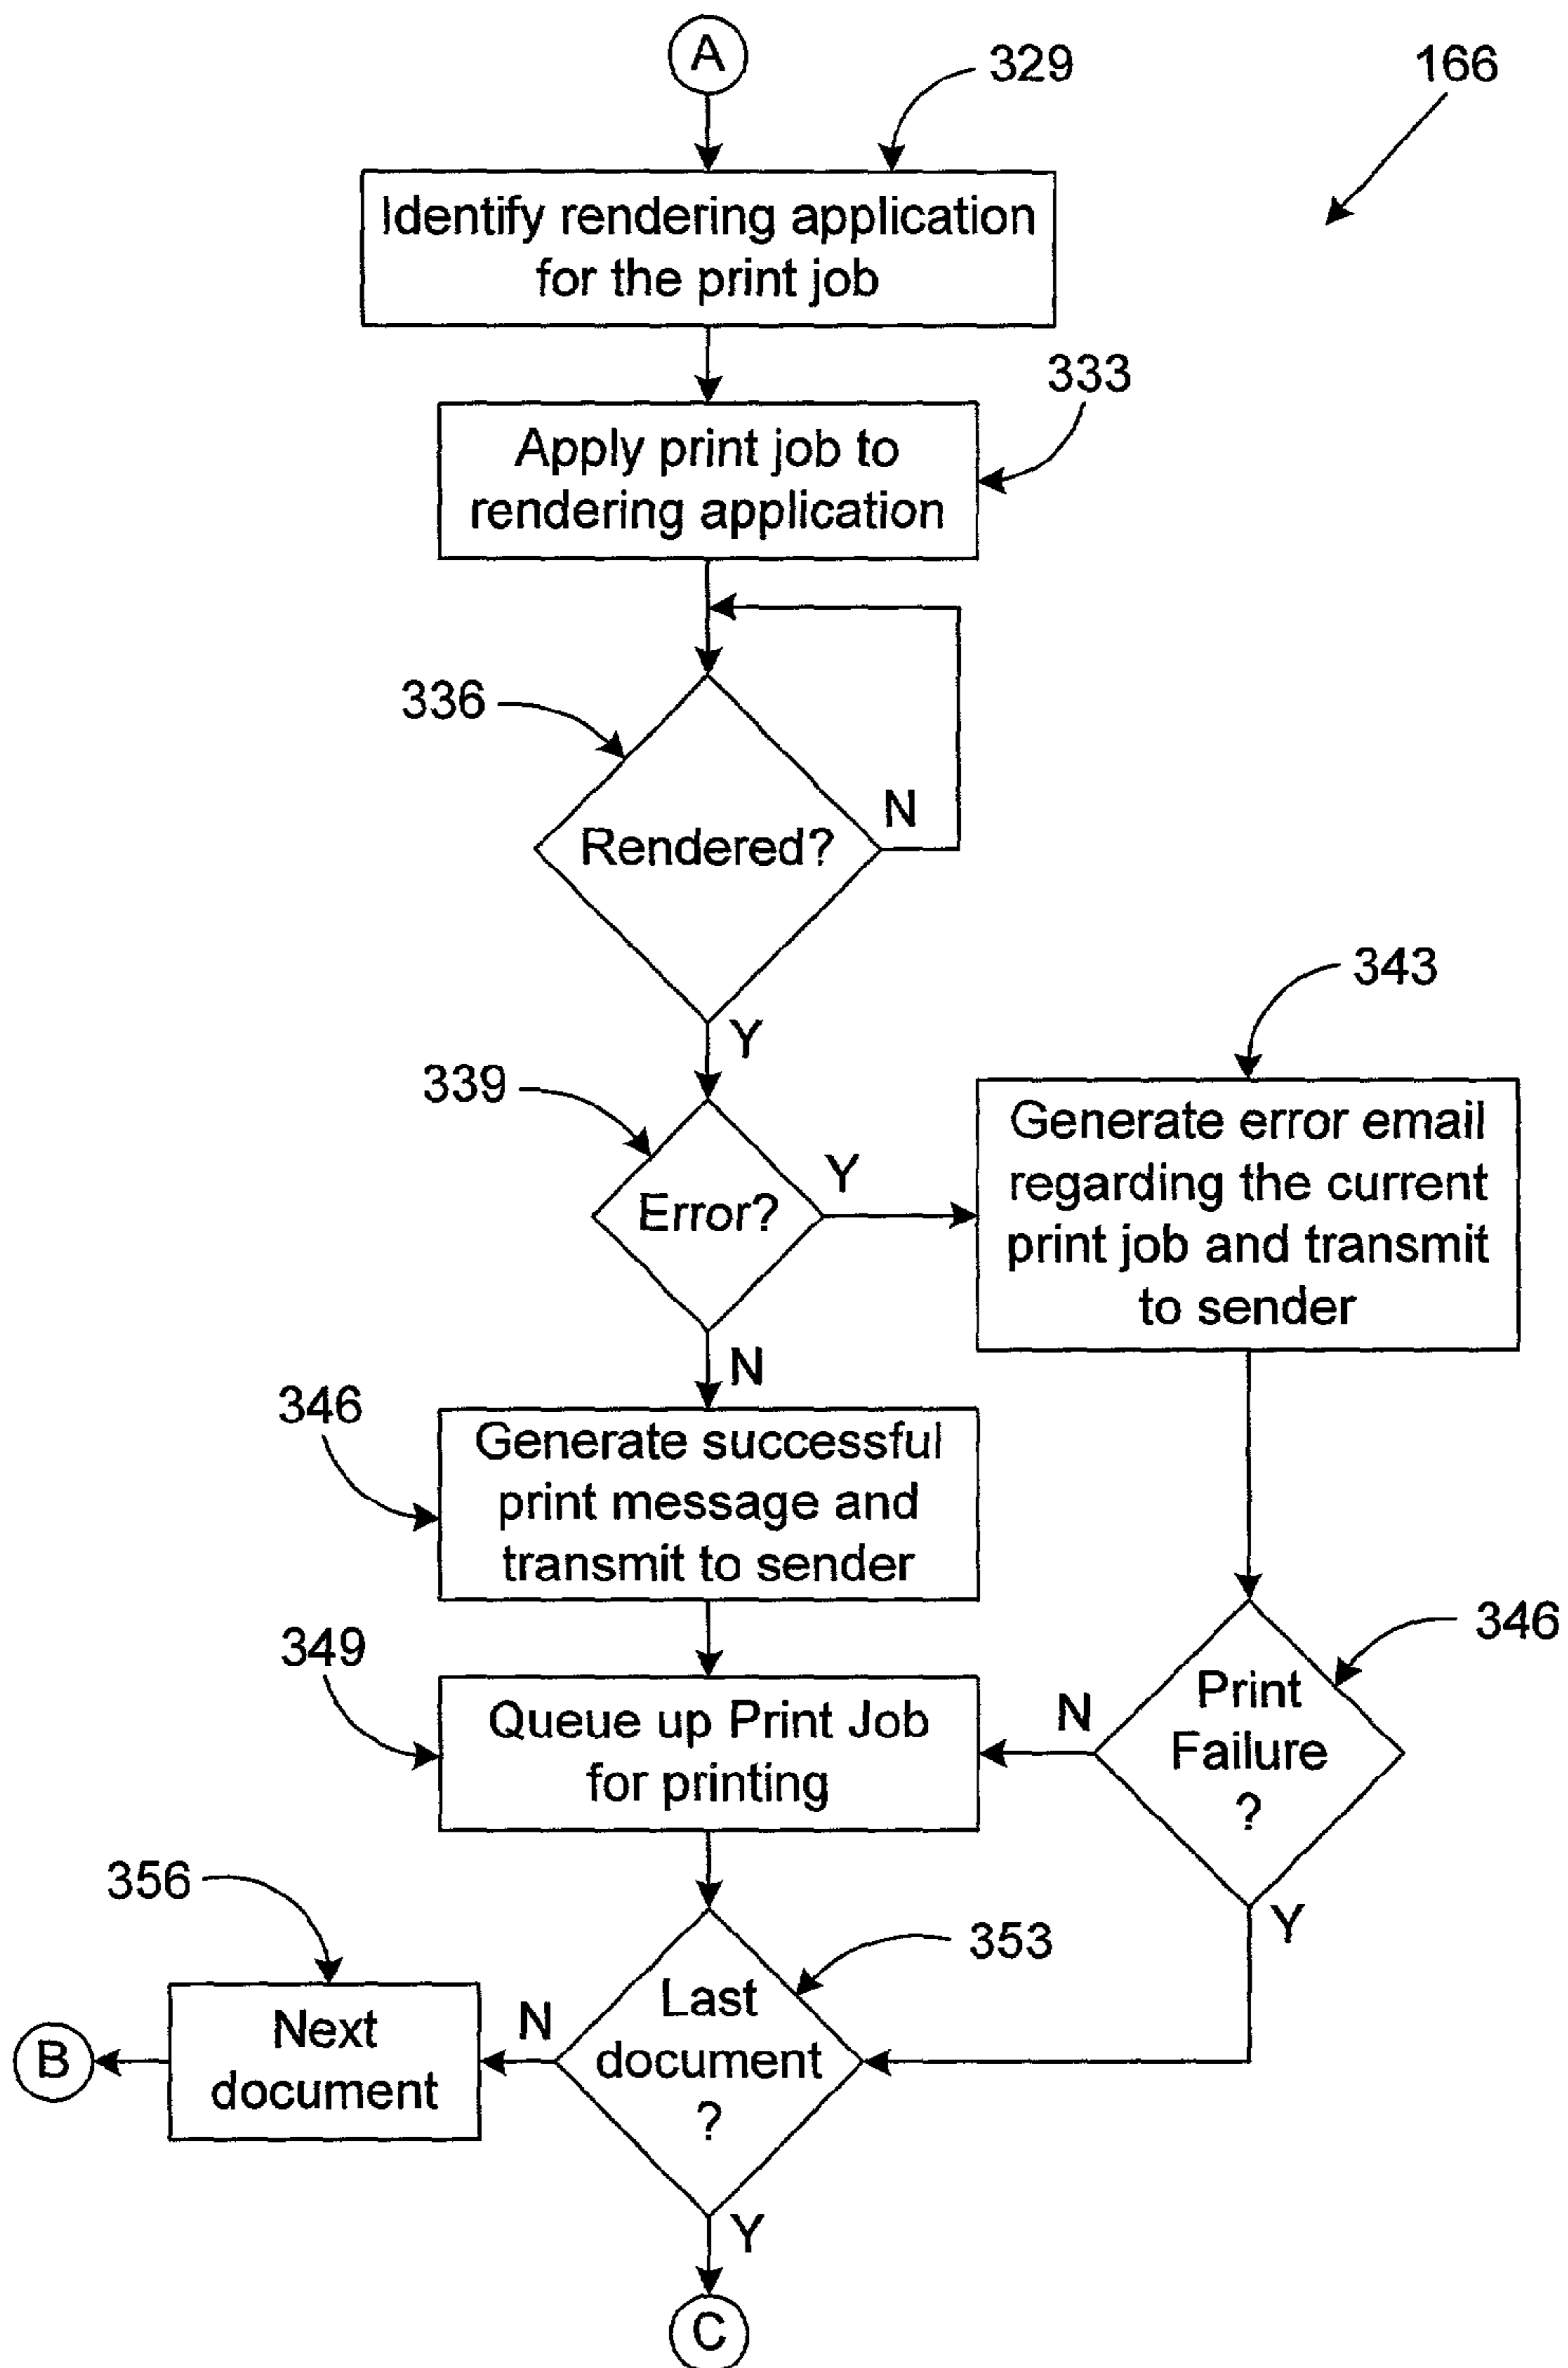 A
329
166
Identify rendering application
for the print job
333
Apply print job to
rendering application
336
Rendered?
N
Y
343
339
Error?
Y
Generate error email
regarding the current
print job and transmit
to sender
N
346
Generate successful
print message and
transmit to sender
346
349
Queue up Print Job
for printing
N
Print
Failure
?
Y
356
353
Next
document
B
N
Last
document
?
Y
C